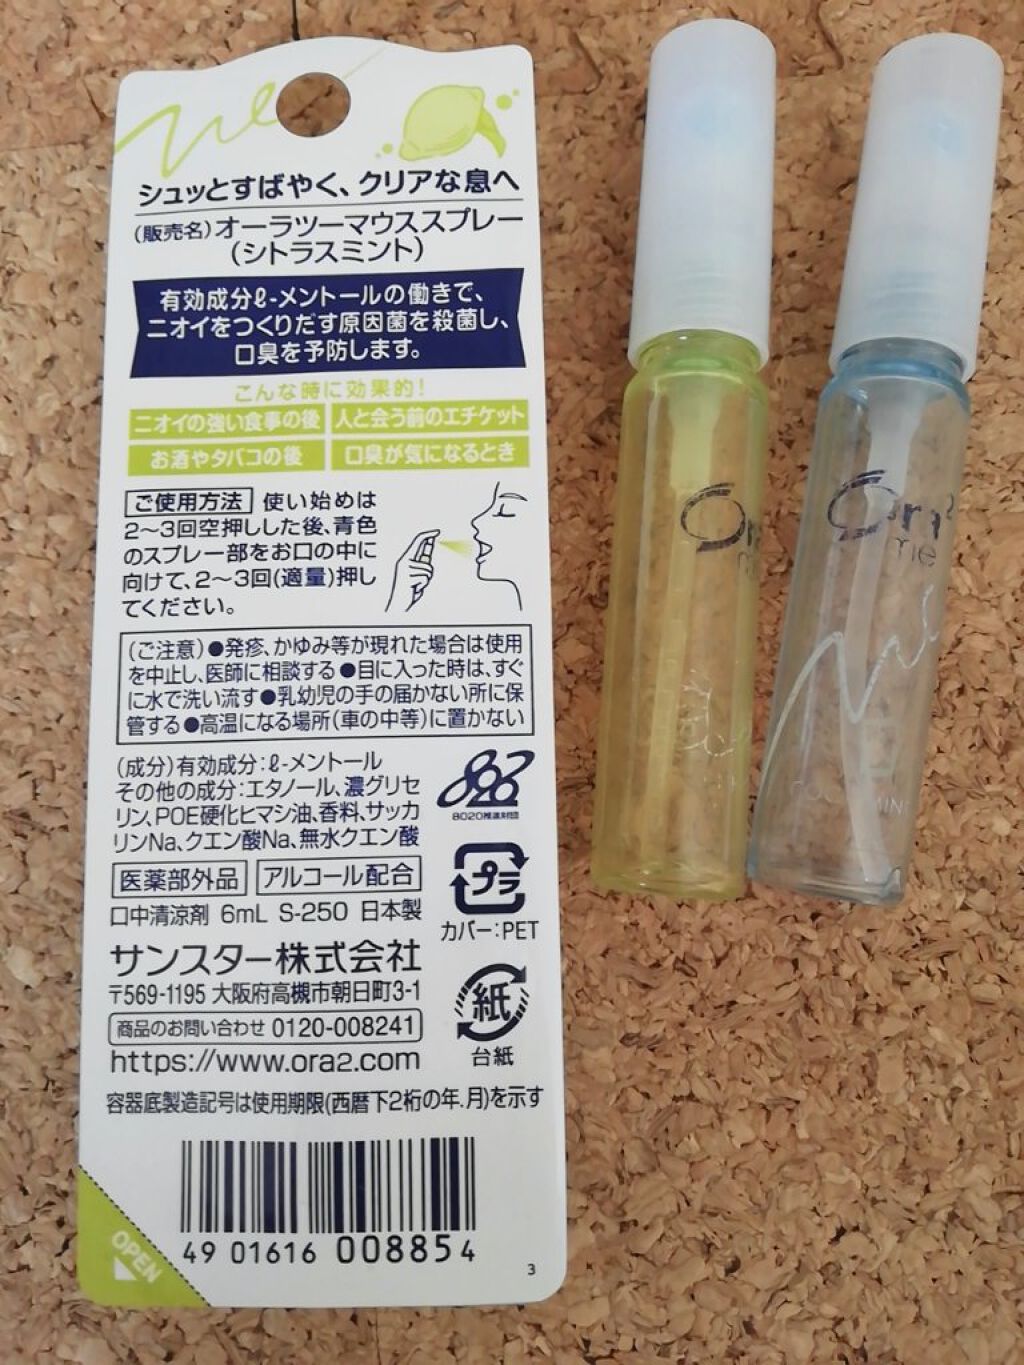 シュッとすばやく、クリアな息へ
(販売名)オーラツーマウススプレー
(シトラスミント)
有効成分ℓ-メントールの働きで、
ニオイをつくりだす原因菌を殺菌し、
口臭を予防します。
こんな時に効果的!
ニオイの強い食事の後 人と会う前のエチケット
お酒やタバコの後 口臭が気になるとき
ご使用方法 使い始めは
2〜3回空押しした後、青色
のスプレー部をお口の中に
向けて、2〜3回(適量)押し
てください。
(ご注意)●発疹、かゆみ等が現れた場合は使用
を中止し、医師に相談する●目に入った時は、すぐ
に水で洗い流す●乳幼児の手の届かない所に保
管する●高温になる場所(車の中等)に置かない
(成分)有効成分:ℓ-メントール
その他の成分:エタノール、濃グリセ
リン、POE硬化ヒマシ油、香料、サッカ
リンNa、クエン酸Na、無水クエン酸
8020推進財団
医薬部外品 アルコール配合
プラ
口中清涼剤 6mL S-250 日本製
カバー:PET
サンスター株式会社
〒569-1195 大阪府高槻市朝日町3-1
紙
商品のお問い合わせ 0120-008241
台紙
https://www.ora2.com
容器底製造記号は使用期限(西暦下2桁の年.月)を示す
OPEN
49 01616 008854
3
me